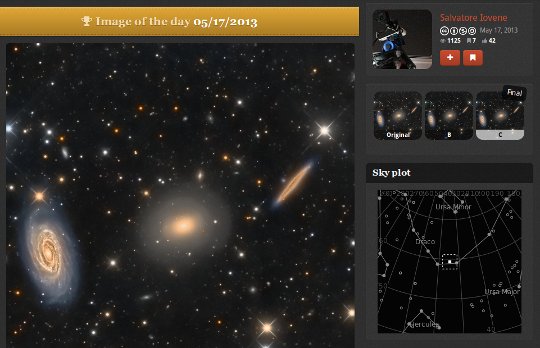 Image of the day 05/17/2013
Salvatore Iovene
May 17, 2013
1125 7 42
Final
Original B C
Sky plot
Ursa Minor
Draco
Ursa Major
Hercules